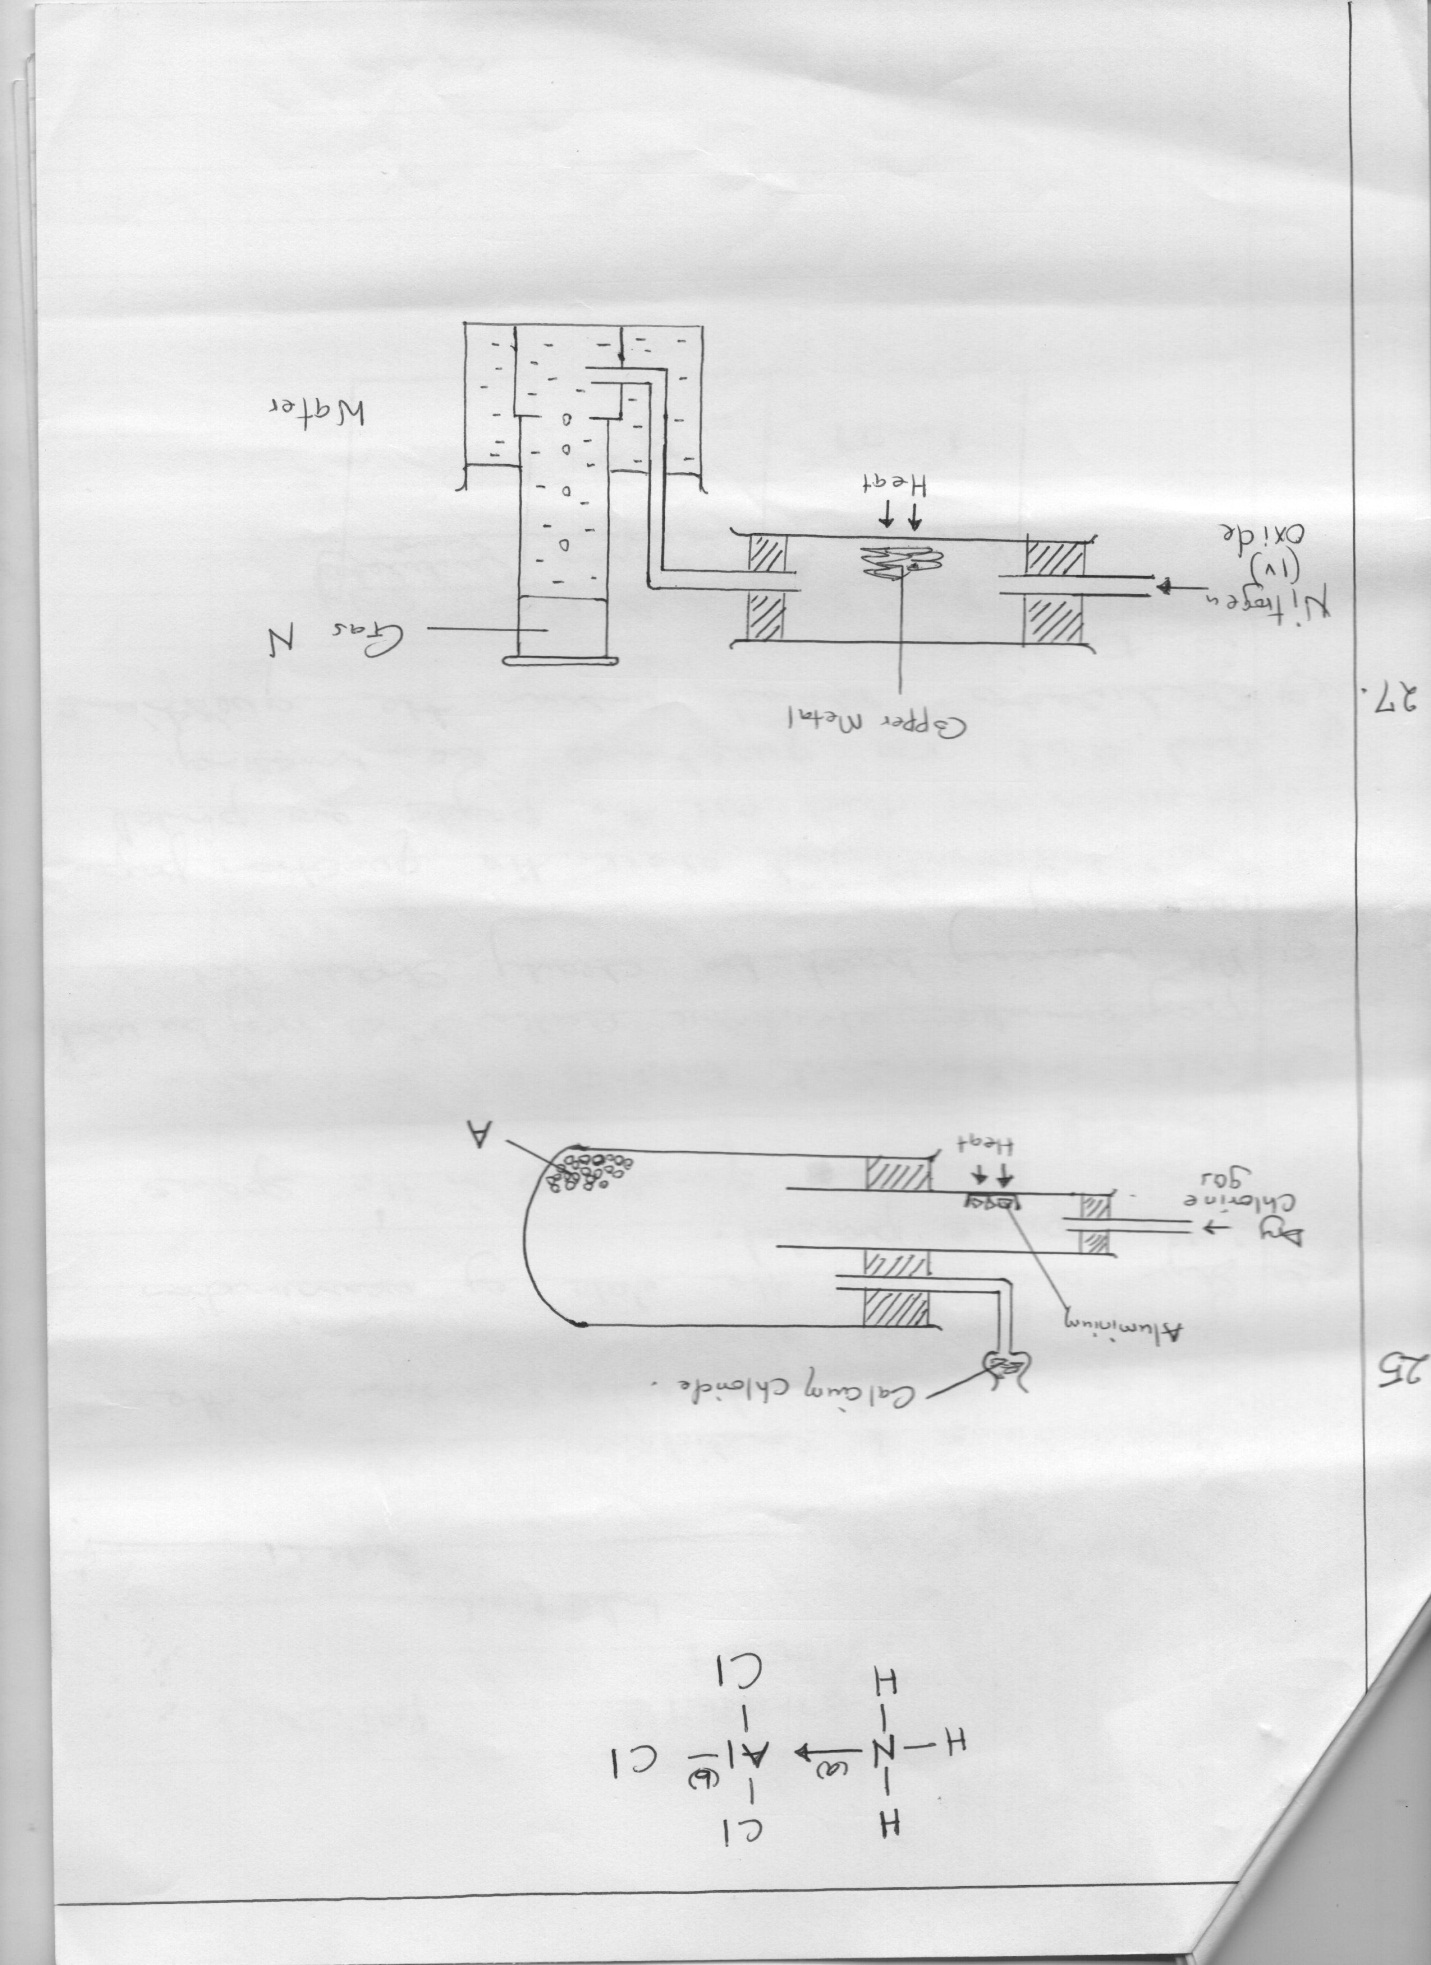 H Cl
H – N → (a) Al (b) – Cl
H Cl
25
Calcium Chloride.
Aluminium
Dry
Chlorine
gas
Heat
A
27.
Copper Metal
Gas N
Nitrogen
(iv)
oxide
Heat
Water